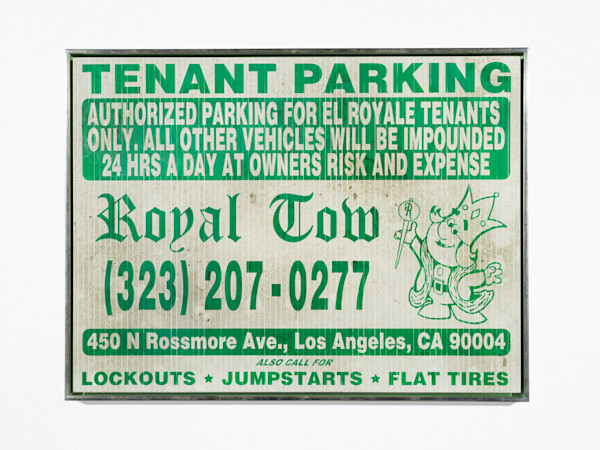 TENANT PARKING
AUTHORIZED PARKING FOR EL ROYALE TENANTS
ONLY. ALL OTHER VEHICLES WILL BE IMPOUNDED
24 HRS A DAY AT OWNERS RISK AND EXPENSE
Royal Tow
(323) 207-0277
450 N Rossmore Ave., Los Angeles, CA 90004
ALSO CALL FOR
LOCKOUTS ★ JUMPSTARTS ★ FLAT TIRES